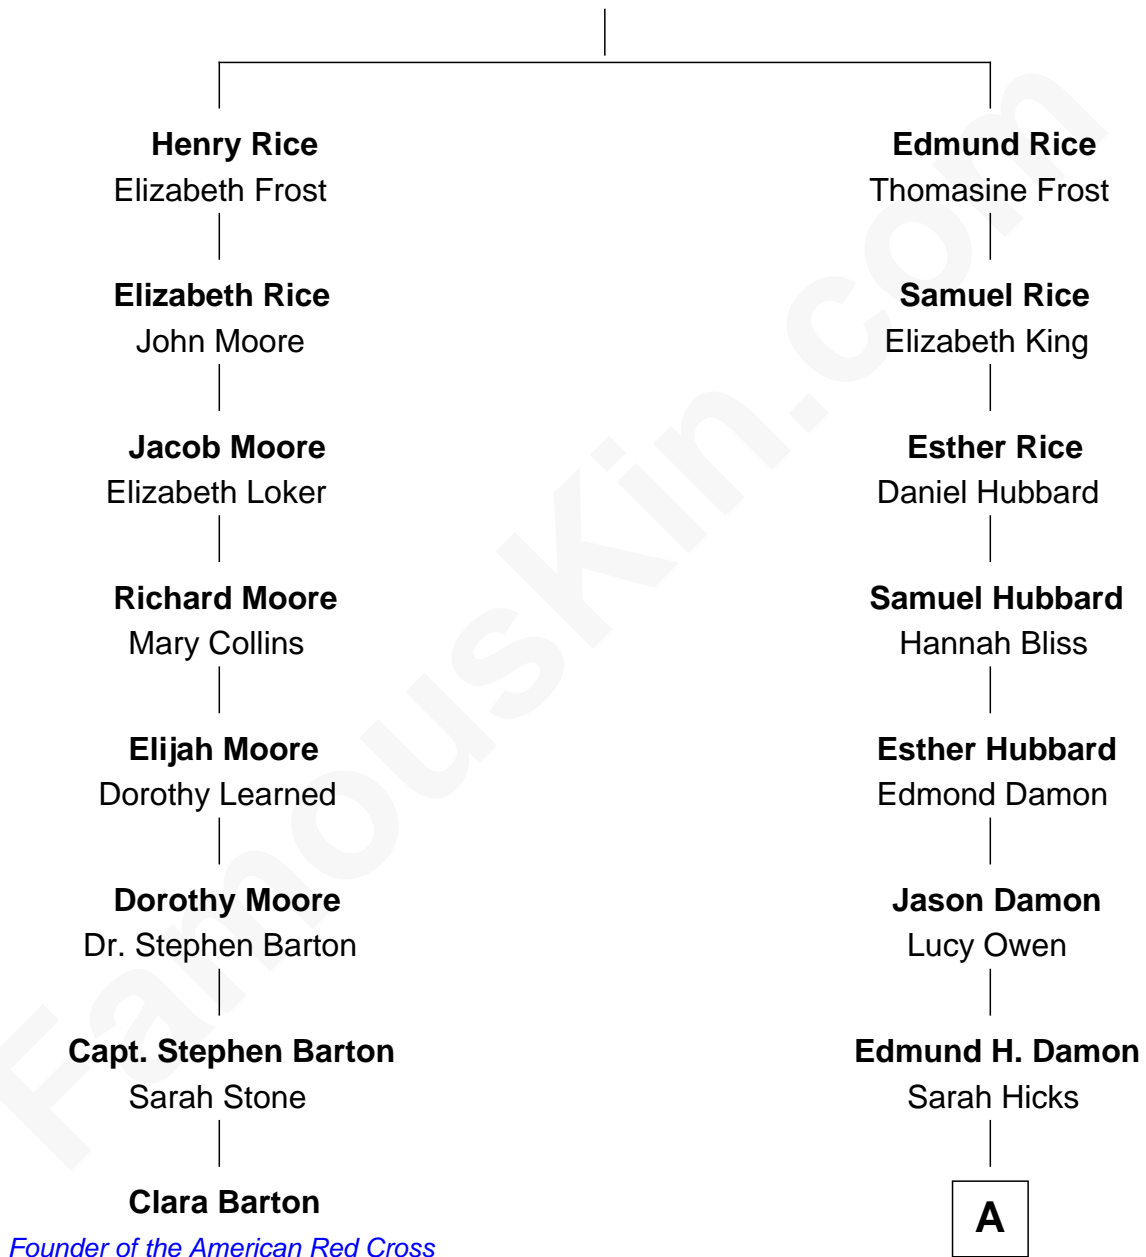 Henry Rice
Elizabeth Frost
Elizabeth Rice
John Moore
Jacob Moore
Elizabeth Loker
Richard Moore
Mary Collins
Elijah Moore
Dorothy Learned
Dorothy Moore
Dr. Stephen Barton
Capt. Stephen Barton
Sarah Stone
Clara Barton
Founder of the American Red Cross
Edmund Rice
Thomasine Frost
Samuel Rice
Elizabeth King
Esther Rice
Daniel Hubbard
Samuel Hubbard
Hannah Bliss
Esther Hubbard
Edmond Damon
Jason Damon
Lucy Owen
Edmund H. Damon
Sarah Hicks
A
FamousKin.com